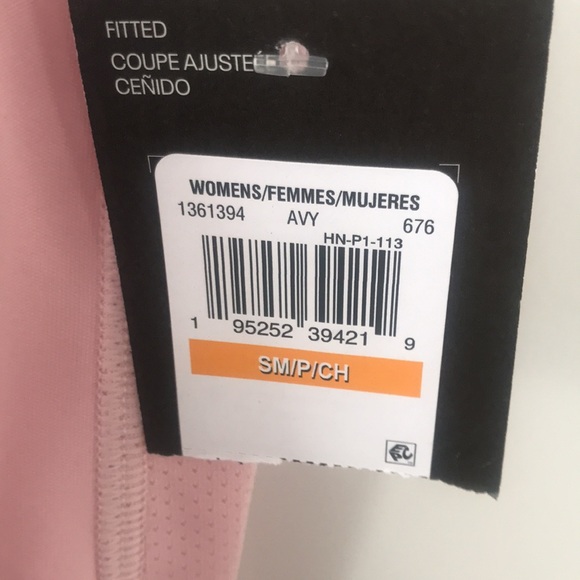 FITTED
COUPE AJUSTÉE
CEÑIDO
WOMENS/FEMMES/MUJERES
1361394 AVY 676
HN-P1-113
1 95252 39421 9
SM/P/CH